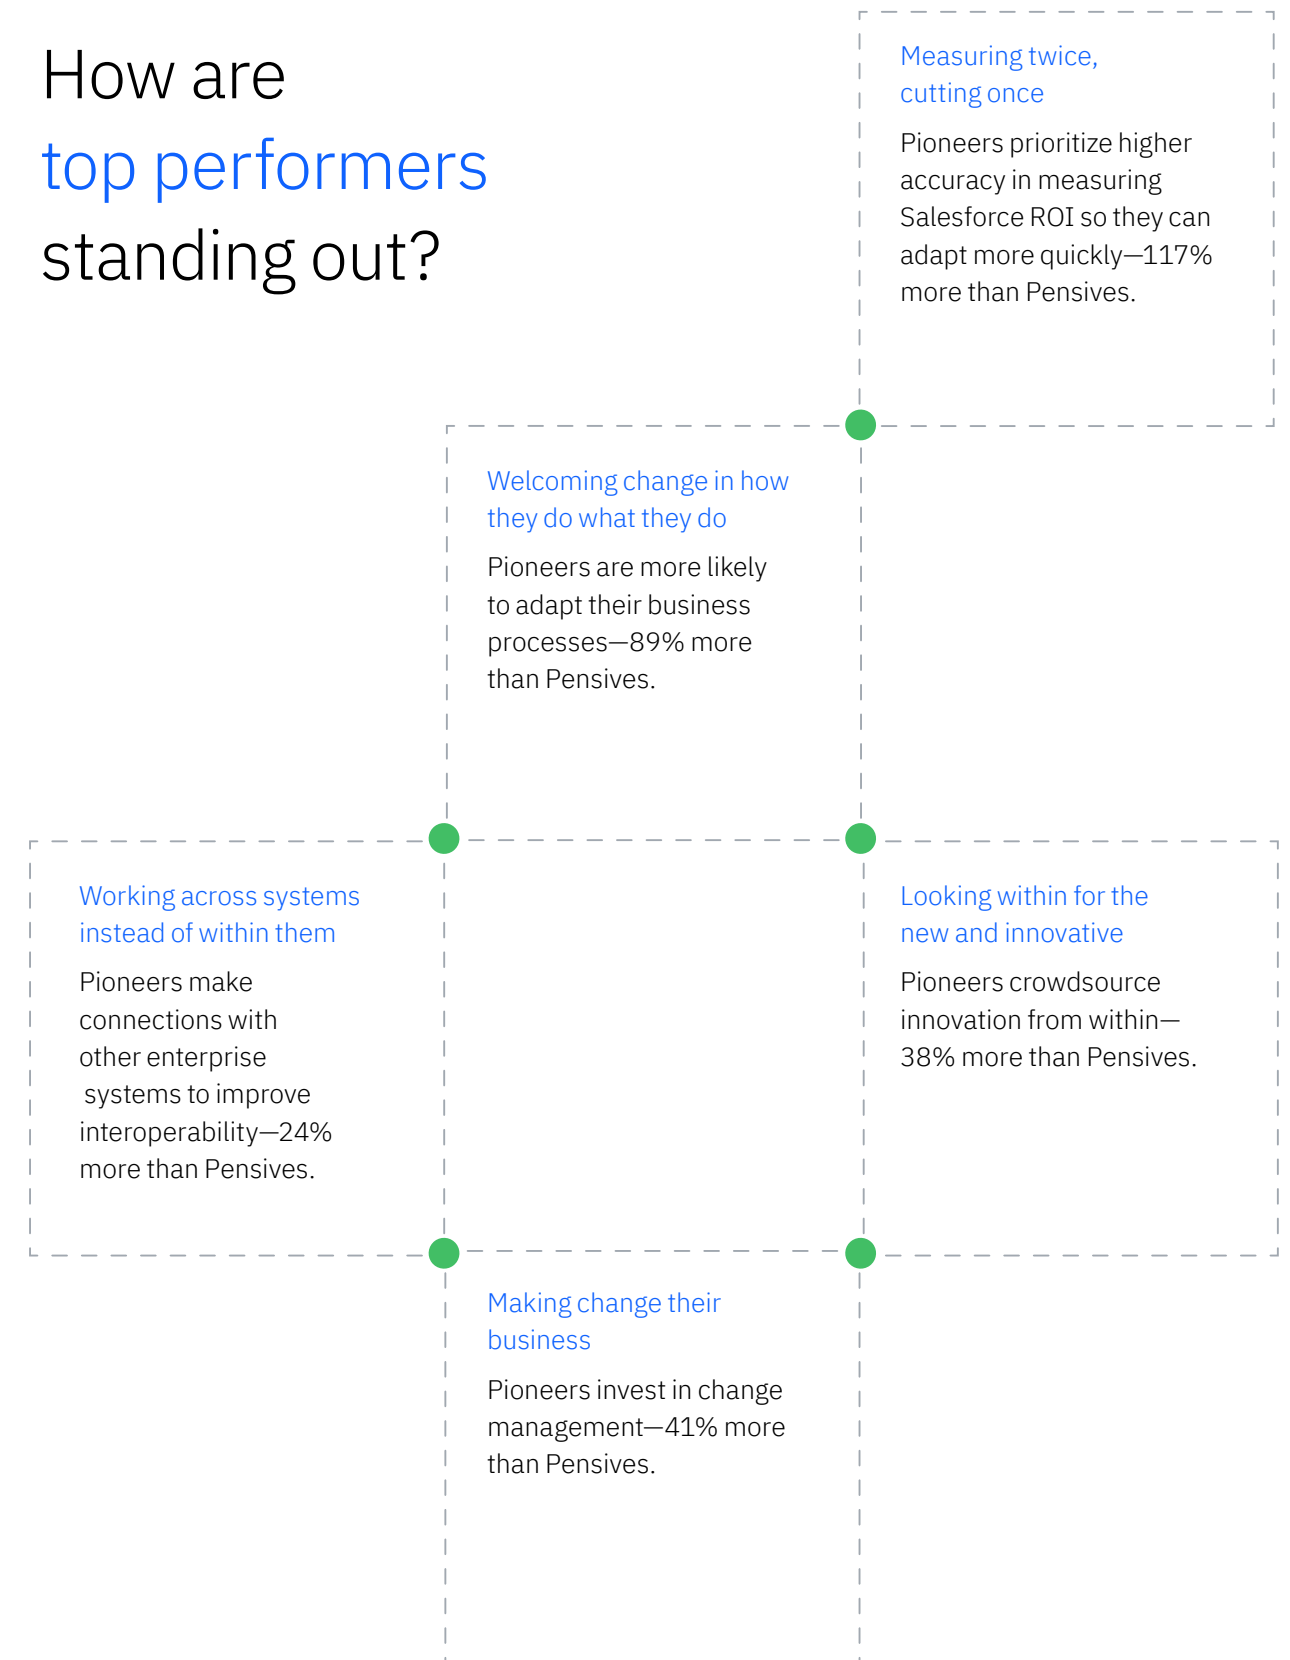 How are
top performers
standing out?
Measuring twice,
cutting once
Pioneers prioritize higher
accuracy in measuring
Salesforce ROI so they can
adapt more quickly—117%
more than Pensives.
Welcoming change in how
they do what they do
Pioneers are more likely
to adapt their business
processes—89% more
than Pensives.
Working across systems
instead of within them
Pioneers make
connections with
other enterprise
systems to improve
interoperability—24%
more than Pensives.
Looking within for the
new and innovative
Pioneers crowdsource
innovation from within—
38% more than Pensives.
Making change their
business
Pioneers invest in change
management—41% more
than Pensives.